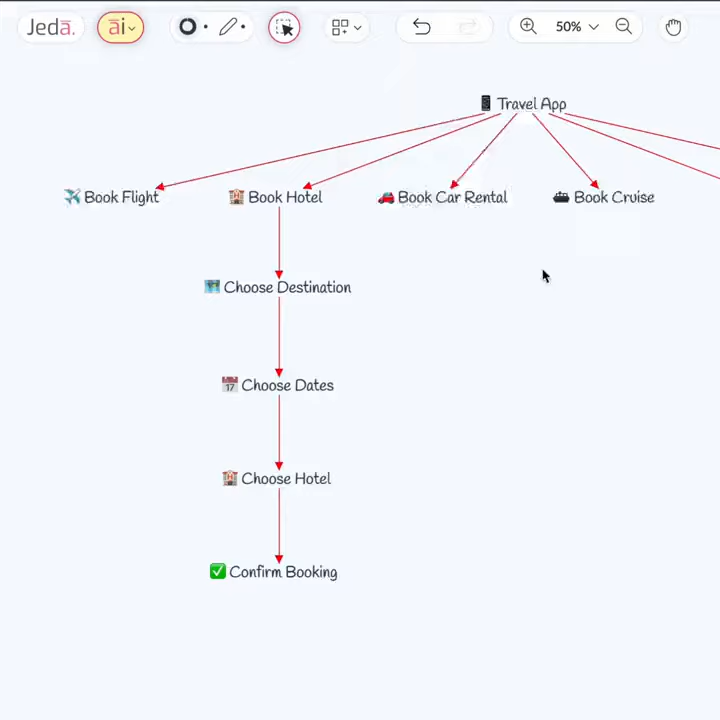 Jeda.
āi
50%
📱 Travel App
✈️ Book Flight
🏨 Book Hotel
🚗 Book Car Rental
🛳 Book Cruise
🗺️ Choose Destination
📅 Choose Dates
🏨 Choose Hotel
✅ Confirm Booking